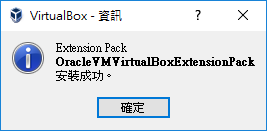 VirtualBox - 資訊
Extension Pack
OracleVMVirtualBoxExtensionPack
安裝成功。
確定